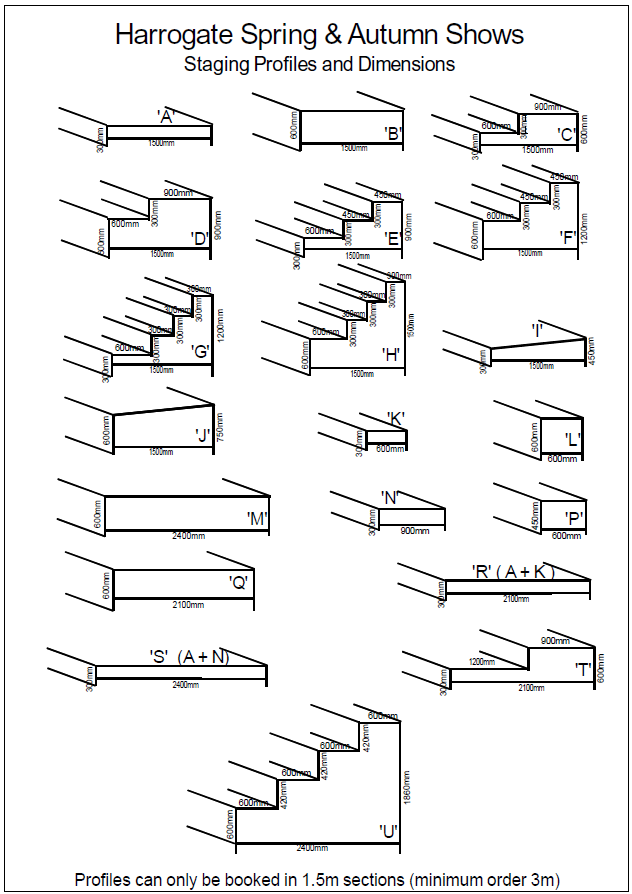 Harrogate Spring & Autumn Shows
Staging Profiles and Dimensions
'A'
300mm
1500mm
600mm
'B'
1500mm
900mm
600mm
300mm
'C'
600mm
300mm
1500mm
900mm
600mm
300mm
900mm
600mm
'D'
1500mm
450mm
450mm
300mm
600mm
300mm
900mm
'E'
300mm
1500mm
450mm
450mm
300mm
600mm
300mm
1200mm
600mm
'F'
1500mm
300mm
300mm
300mm
1200mm
300mm
300mm
600mm
300mm
'G'
300mm
1500mm
300mm
300mm
300mm
1500mm
300mm
300mm
600mm
300mm
600mm
'H'
1500mm
'I'
300mm
450mm
1500mm
600mm
'J'
750mm
1500mm
'K'
300mm
600mm
600mm
'L'
600mm
600mm
'M'
2400mm
'N'
300mm
900mm
450mm
'P'
600mm
600mm
'Q'
2100mm
'R' ( A + K )
300mm
2100mm
'S' (A + N)
300mm
2400mm
900mm
1200mm
'T'
600mm
300mm
2100mm
600mm
600mm
420mm
600mm
420mm
600mm
420mm
1860mm
600mm
'U'
2400mm
Profiles can only be booked in 1.5m sections (minimum order 3m)